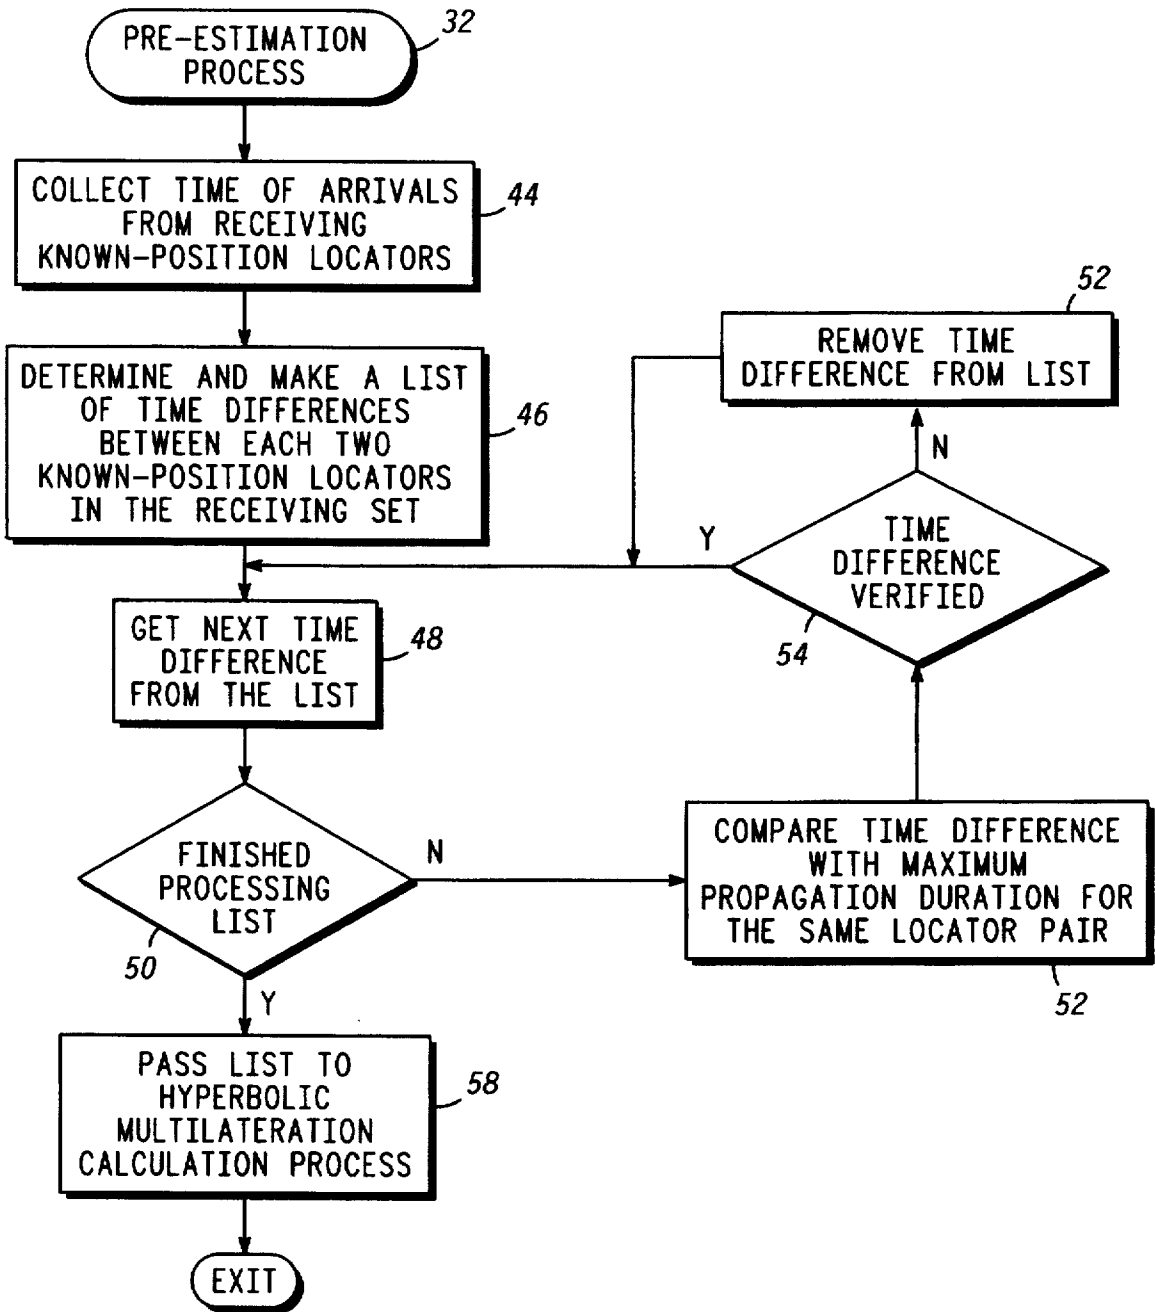 PRE-ESTIMATION
PROCESS
32
COLLECT TIME OF ARRIVALS
FROM RECEIVING
KNOWN-POSITION LOCATORS
44
DETERMINE AND MAKE A LIST
OF TIME DIFFERENCES
BETWEEN EACH TWO
KNOWN-POSITION LOCATORS
IN THE RECEIVING SET
46
GET NEXT TIME
DIFFERENCE
FROM THE LIST
48
FINISHED
PROCESSING
LIST
50
N
Y
COMPARE TIME DIFFERENCE
WITH MAXIMUM
PROPAGATION DURATION FOR
THE SAME LOCATOR PAIR
52
TIME
DIFFERENCE
VERIFIED
54
Y
N
REMOVE TIME
DIFFERENCE FROM LIST
52
PASS LIST TO
HYPERBOLIC
MULTILATERATION
CALCULATION PROCESS
58
EXIT